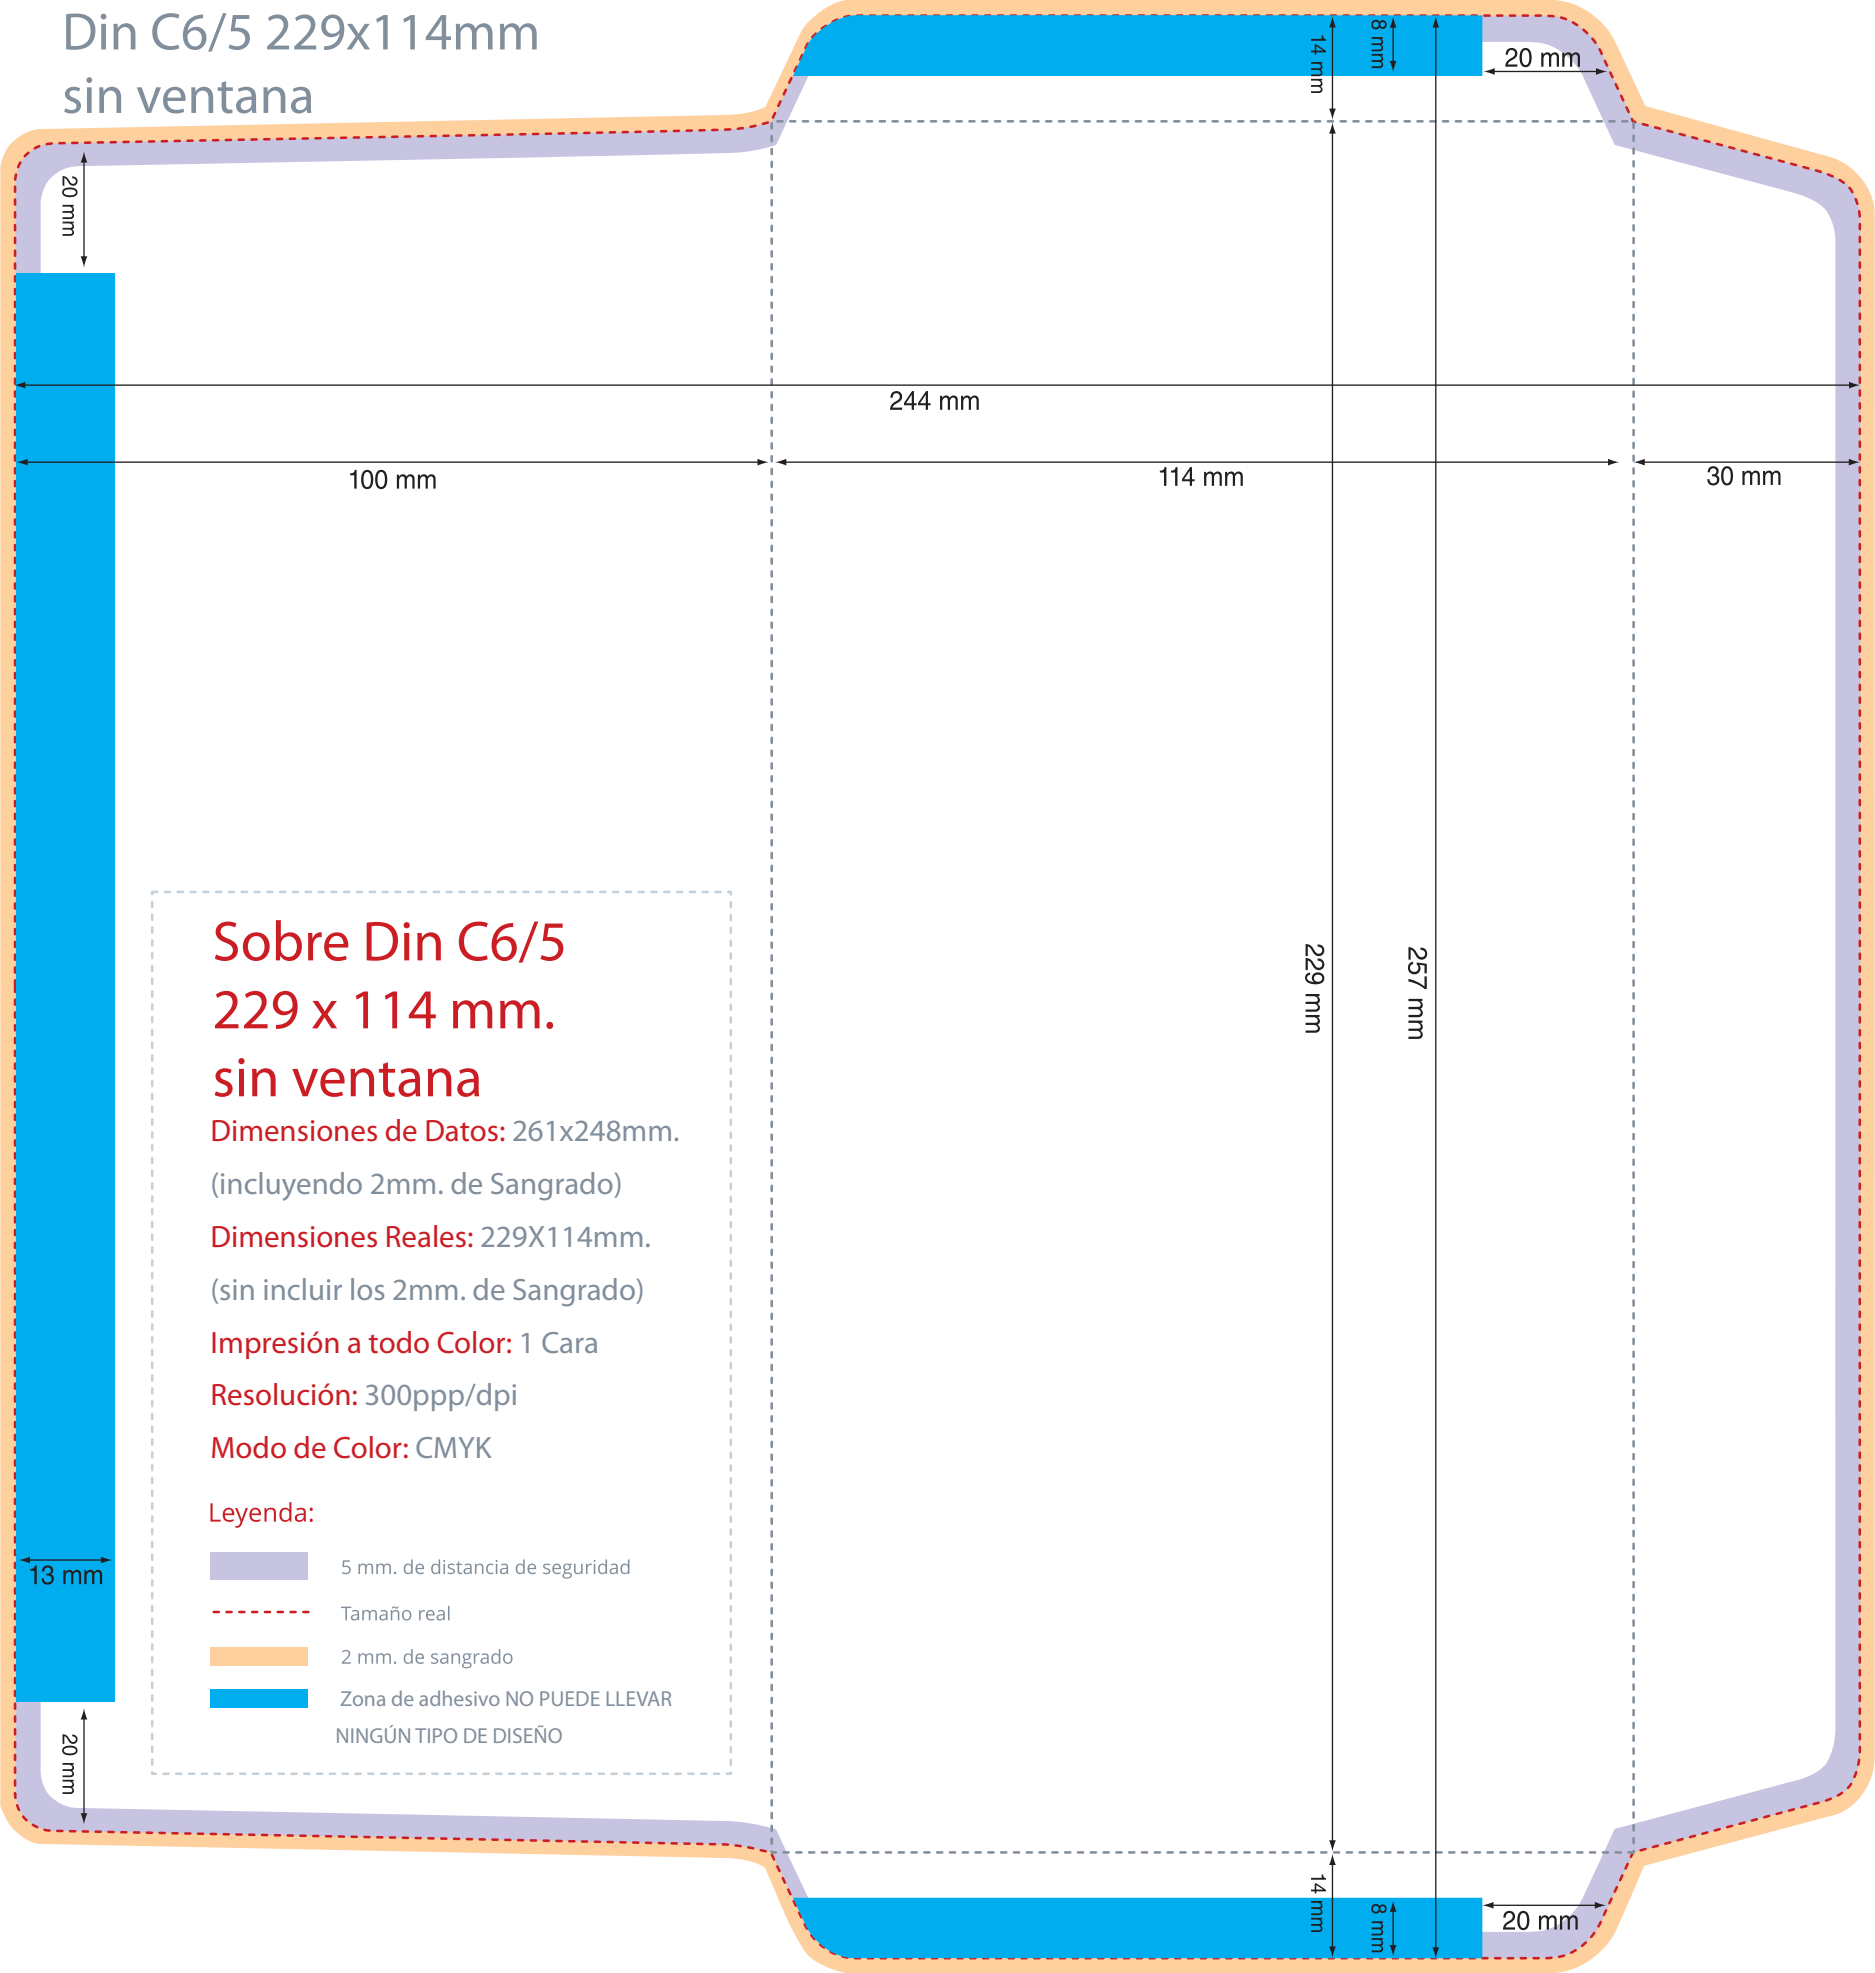 Din C6/5 229x114mm
sin ventana
8 mm
14 mm
20 mm
20 mm
244 mm
100 mm
114 mm
30 mm
229 mm
257 mm
Sobre Din C6/5
229 x 114 mm.
sin ventana
Dimensiones de Datos: 261x248mm.
(incluyendo 2mm. de Sangrado)
Dimensiones Reales: 229X114mm.
(sin incluir los 2mm. de Sangrado)
Impresión a todo Color: 1 Cara
Resolución: 300ppp/dpi
Modo de Color: CMYK
Leyenda:
5 mm. de distancia de seguridad
Tamaño real
2 mm. de sangrado
Zona de adhesivo NO PUEDE LLEVAR
NINGÚN TIPO DE DISEÑO
13 mm
20 mm
14 mm
8 mm
20 mm